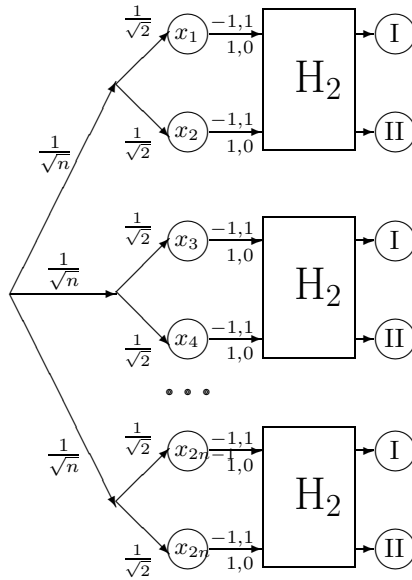 1/√2 x₁ -1,1 I
1,0
H₂
1/√2 x₂ -1,1 II
1,0
1/√n
1/√2 x₃ -1,1 I
1,0
1/√n
H₂
1/√2 x₄ -1,1 II
1,0
∘ ∘ ∘
1/√n
1/√2 x₂ₙ₋₁ -1,1 I
1,0
H₂
1/√2 x₂ₙ -1,1 II
1,0